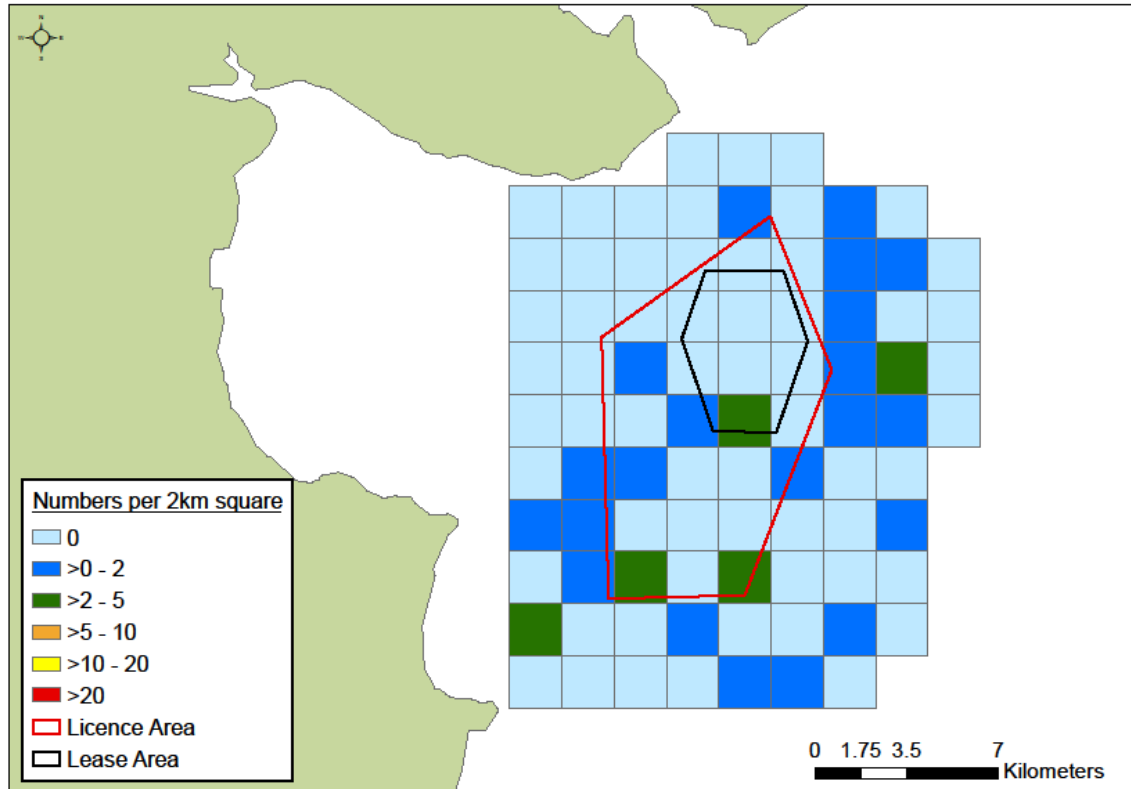 N
W
E
S
Numbers per 2km square
0
>0 - 2
>2 - 5
>5 - 10
>10 - 20
>20
Licence Area
Lease Area
0 1.75 3.5 7
Kilometers